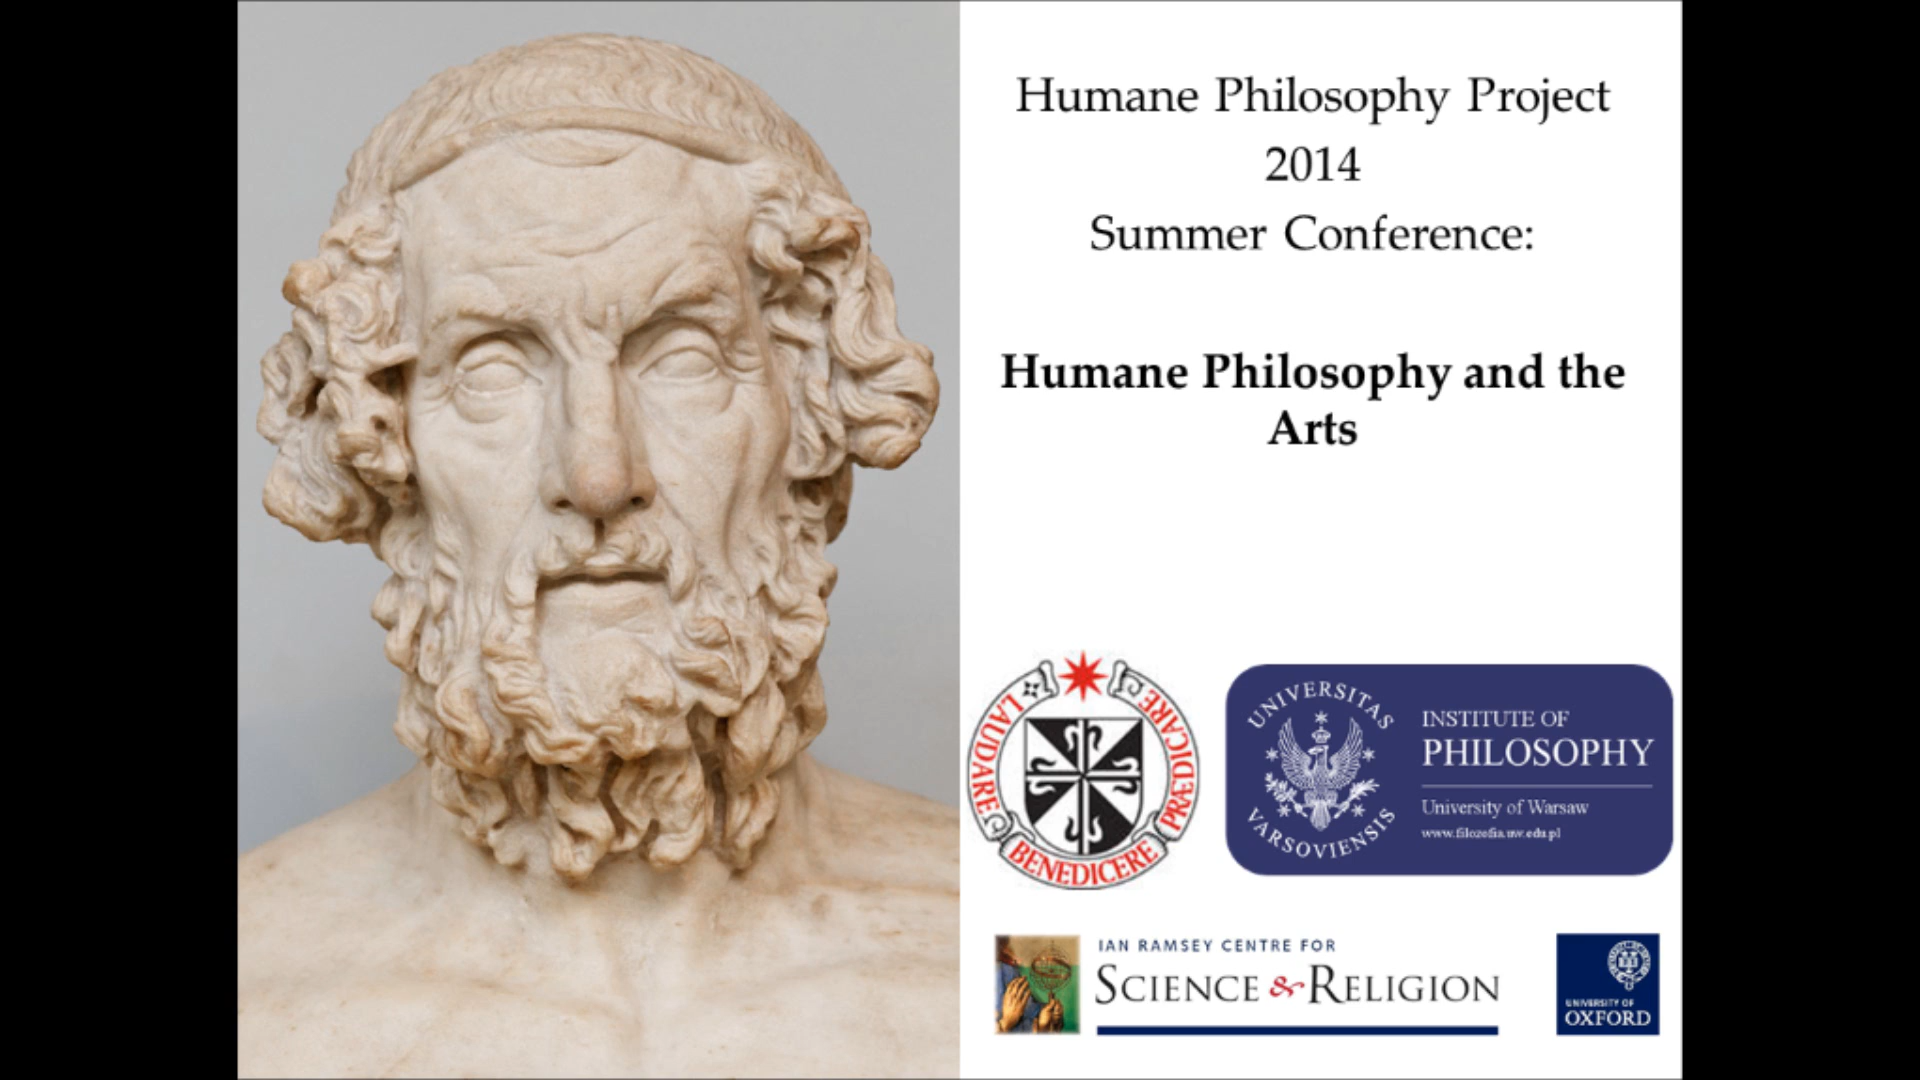 Humane Philosophy Project
2014
Summer Conference:
Humane Philosophy and the
Arts
LAUDARE
BENEDICERE
PRÆDICARE
UNIVERSITAS
VARSOVIENSIS
INSTITUTE OF
PHILOSOPHY
University of Warsaw
www.filozofia.uw.edu.pl
IAN RAMSEY CENTRE FOR
SCIENCE & RELIGION
UNIVERSITY OF
OXFORD